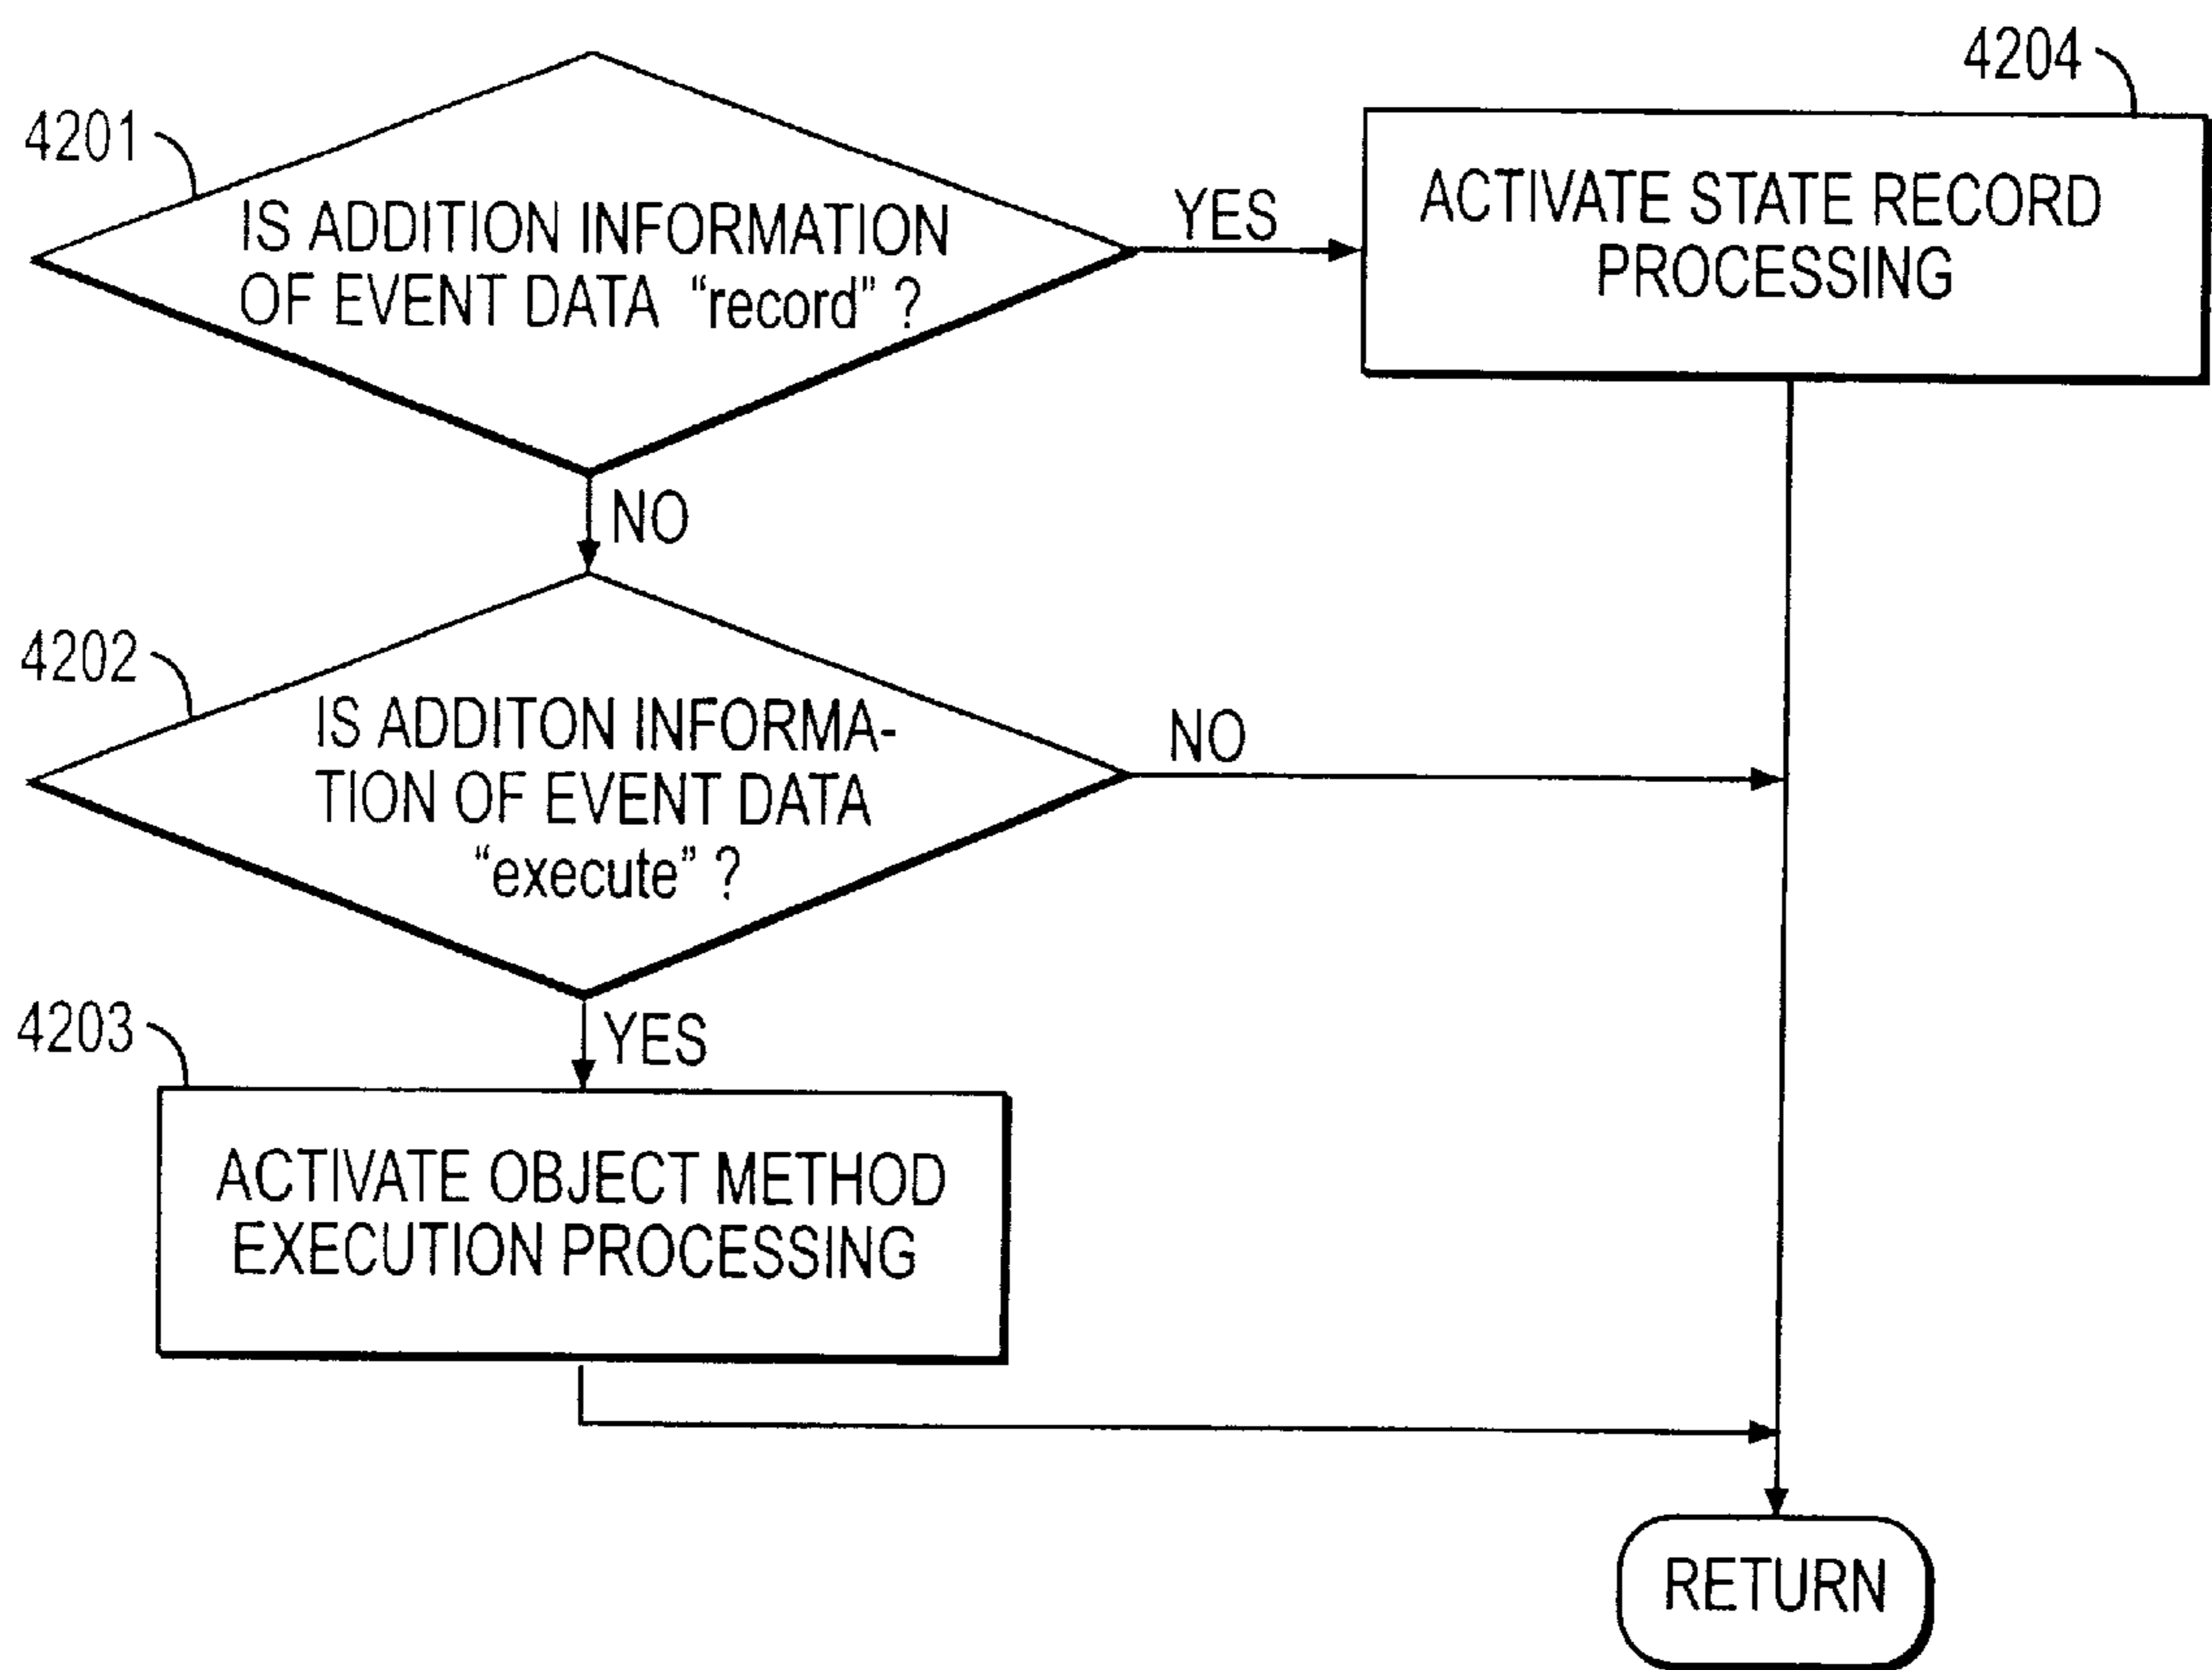 4204
4201
IS ADDITION INFORMATION
OF EVENT DATA “record” ?
YES
ACTIVATE STATE RECORD
PROCESSING
NO
4202
IS ADDITON INFORMA-
TION OF EVENT DATA
“execute” ?
NO
4203
YES
ACTIVATE OBJECT METHOD
EXECUTION PROCESSING
RETURN